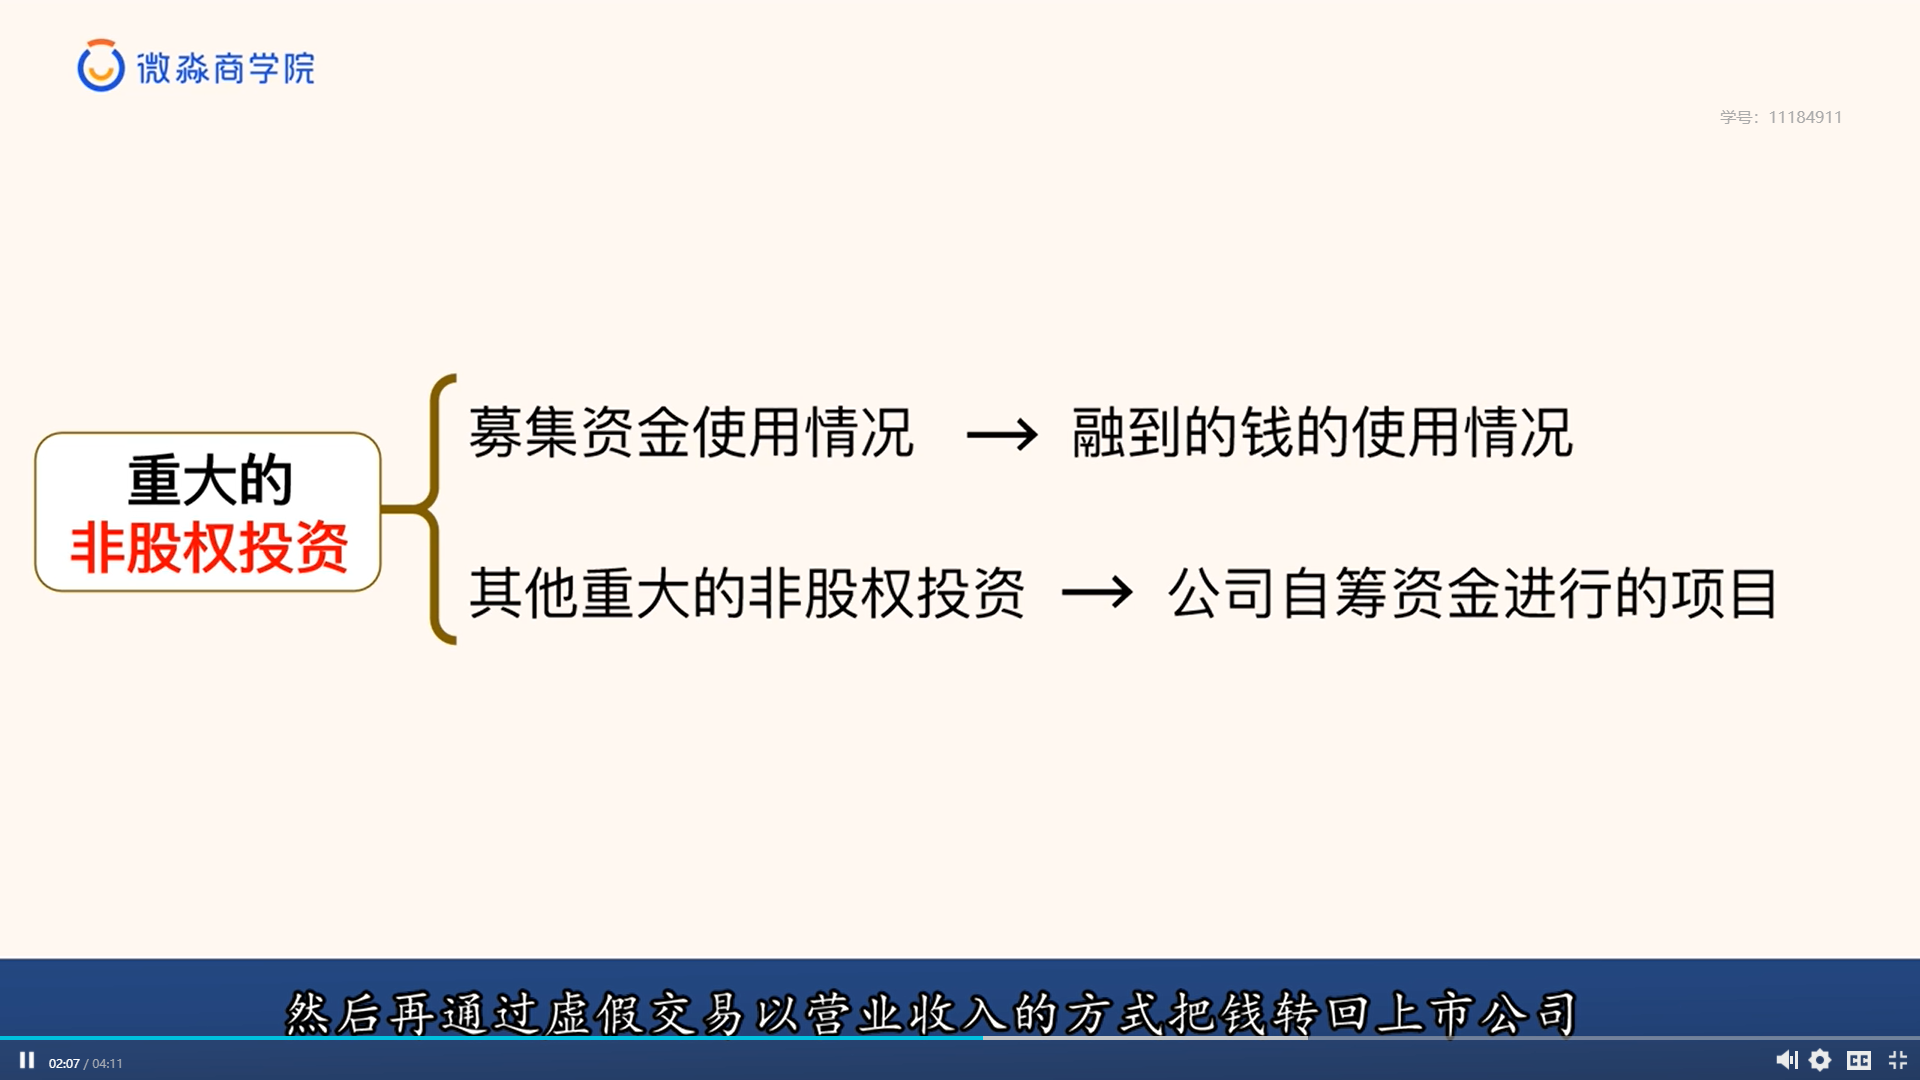 微淼商学院
学号：11184911
重大的
非股权投资
募集资金使用情况 → 融到的钱的使用情况
其他重大的非股权投资 → 公司自筹资金进行的项目
然后再通过虚假交易以营业收入的方式把钱转回上市公司
02:07 / 04:11
CC